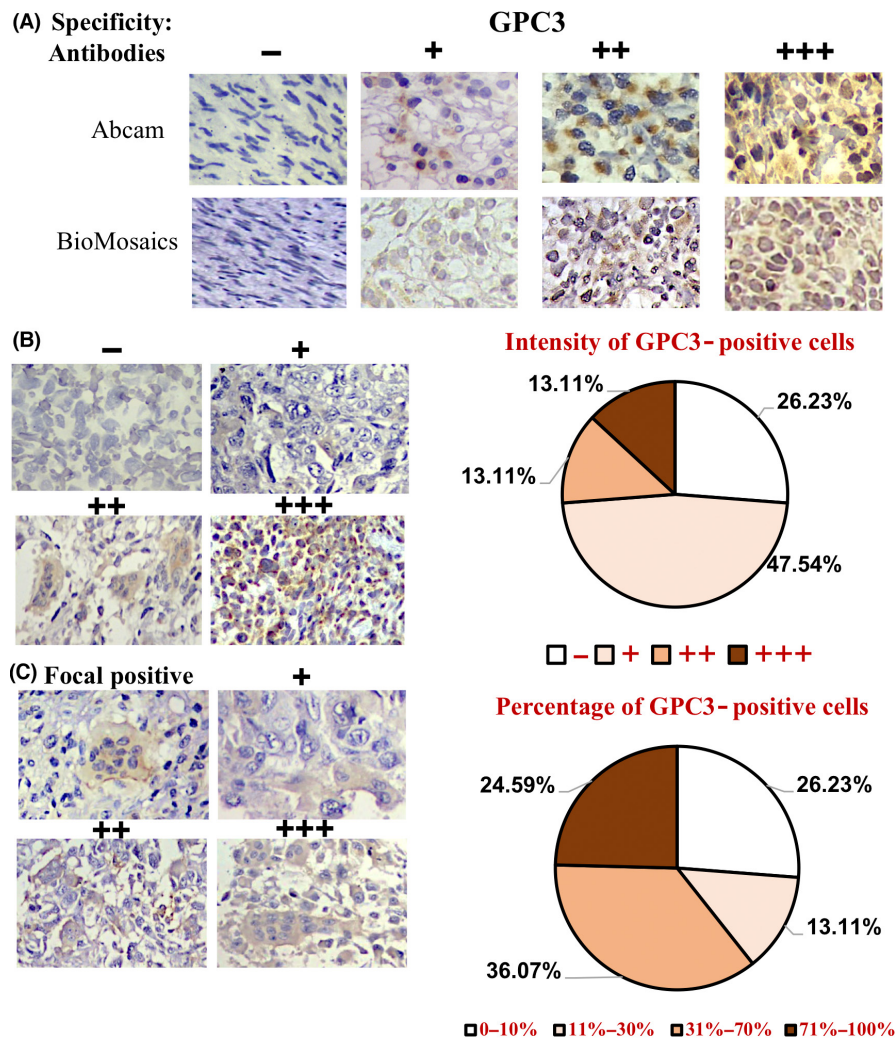 (A) Specificity: GPC3
Antibodies − + ++ +++
Abcam
BioMosaics
(B) − +
++ +++
Intensity of GPC3-positive cells
13.11%
26.23%
13.11%
47.54%
− + ++ +++
(C) Focal positive +
++ +++
Percentage of GPC3-positive cells
24.59%
26.23%
13.11%
36.07%
0–10% 11%–30% 31%–70% 71%–100%